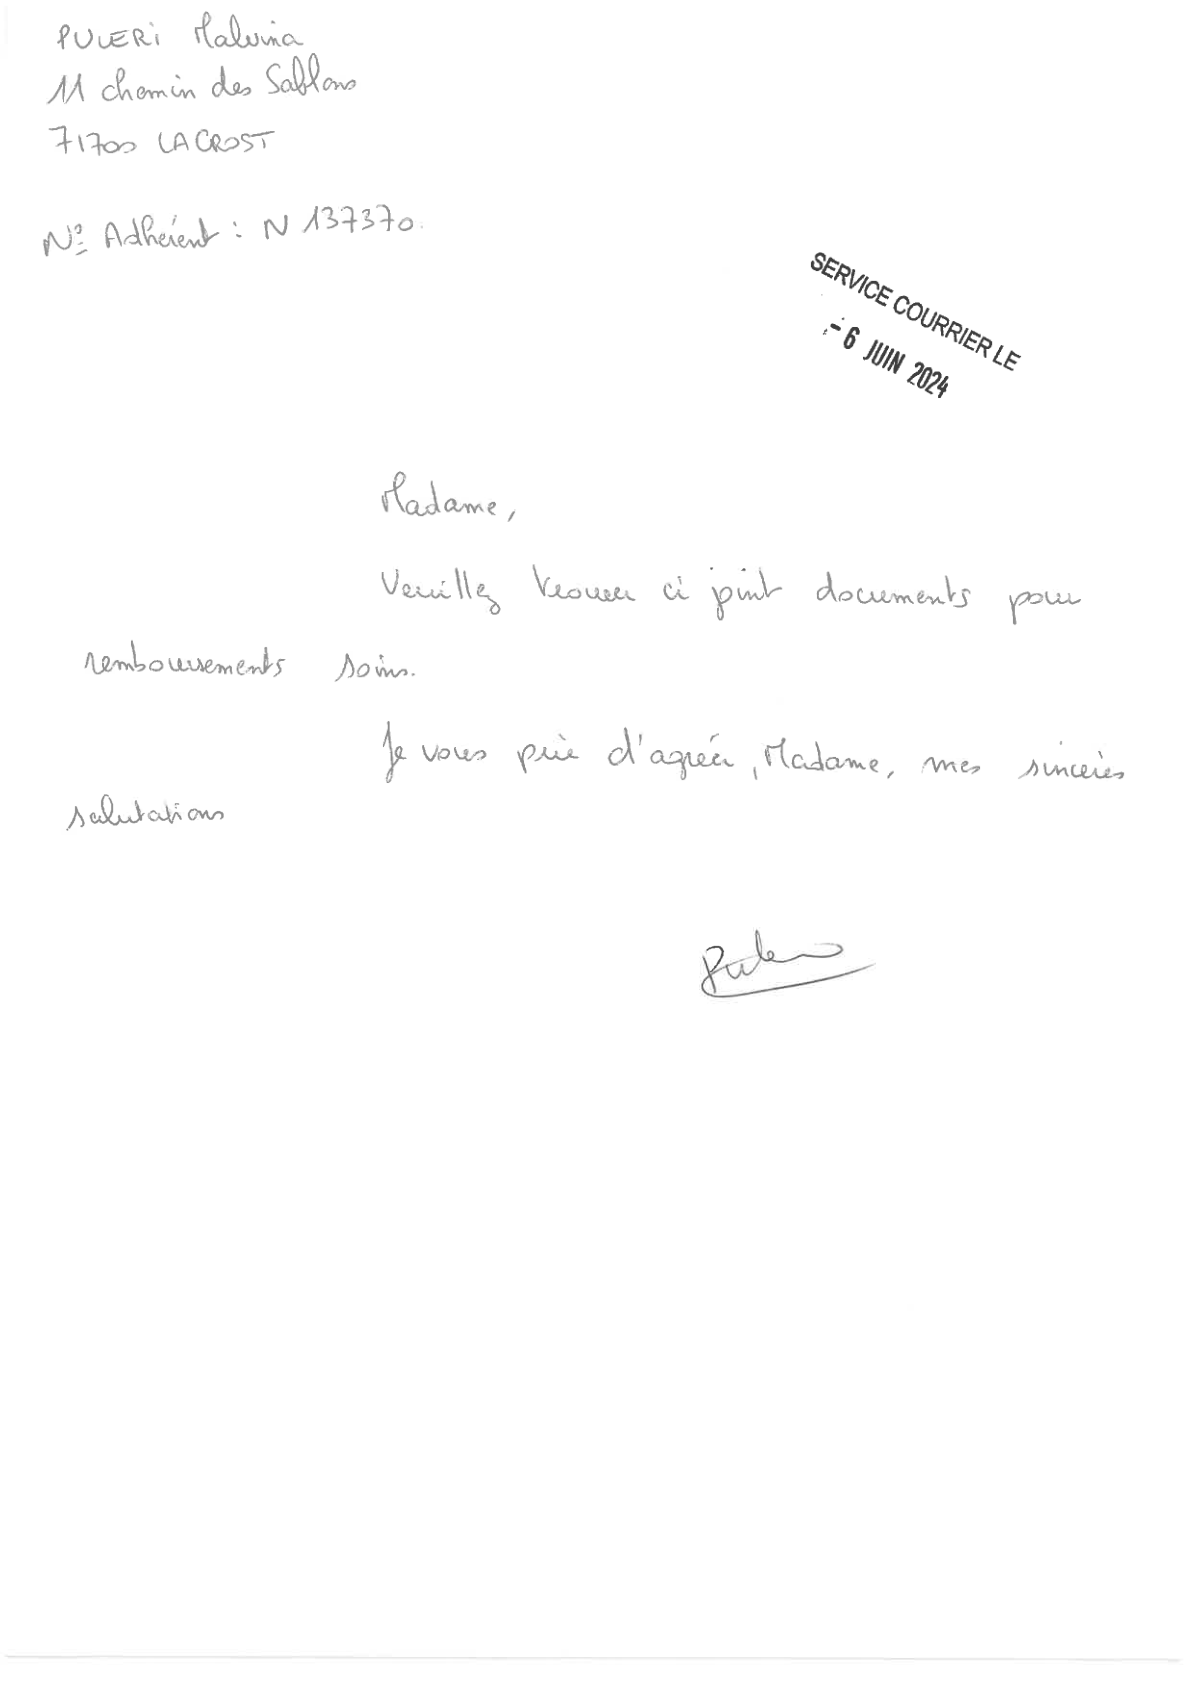 PULERI Malvina
11 chemin des Sablons
71700 LACROST
N° Adhérent : N 137370.
SERVICE COURRIER LE
- 6 JUIN 2024
Madame,
Veuillez trouver ci joint documents pour
remboursements soins.
Je vous prie d'agréer, Madame, mes sincères
salutations
Puleri